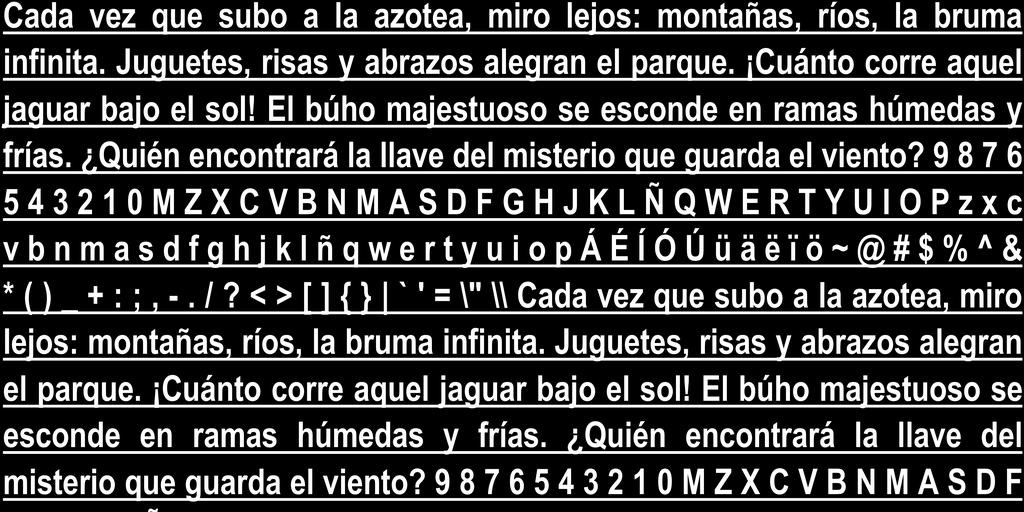 Cada vez que subo a la azotea, miro lejos: montañas, ríos, la bruma
infinita. Juguetes, risas y abrazos alegran el parque. ¡Cuánto corre aquel
jaguar bajo el sol! El búho majestuoso se esconde en ramas húmedas y
frías. ¿Quién encontrará la llave del misterio que guarda el viento? 9 8 7 6
5 4 3 2 1 0 M Z X C V B N M A S D F G H J K L Ñ Q W E R T Y U I O P z x c
v b n m a s d f g h j k l ñ q w e r t y u i o p Á É Í Ó Ú ü ä ë ï ö ~ @ # $ % ^ &
* ( ) _ + : ; , - . / ? < > [ ] { } | ` ' = \" \\ Cada vez que subo a la azotea, miro
lejos: montañas, ríos, la bruma infinita. Juguetes, risas y abrazos alegran
el parque. ¡Cuánto corre aquel jaguar bajo el sol! El búho majestuoso se
esconde en ramas húmedas y frías. ¿Quién encontrará la llave del
misterio que guarda el viento? 9 8 7 6 5 4 3 2 1 0 M Z X C V B N M A S D F